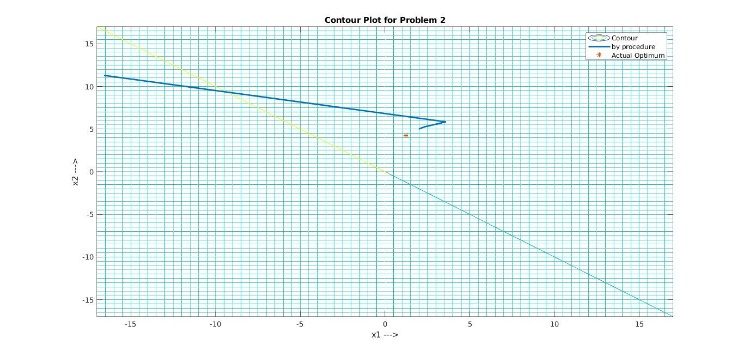 Contour Plot for Problem 2
Contour
by procedure
Actual Optimum
15
10
5
0
-5
-10
-15
x2 --->
-15
-10
-5
0
5
10
15
x1 --->